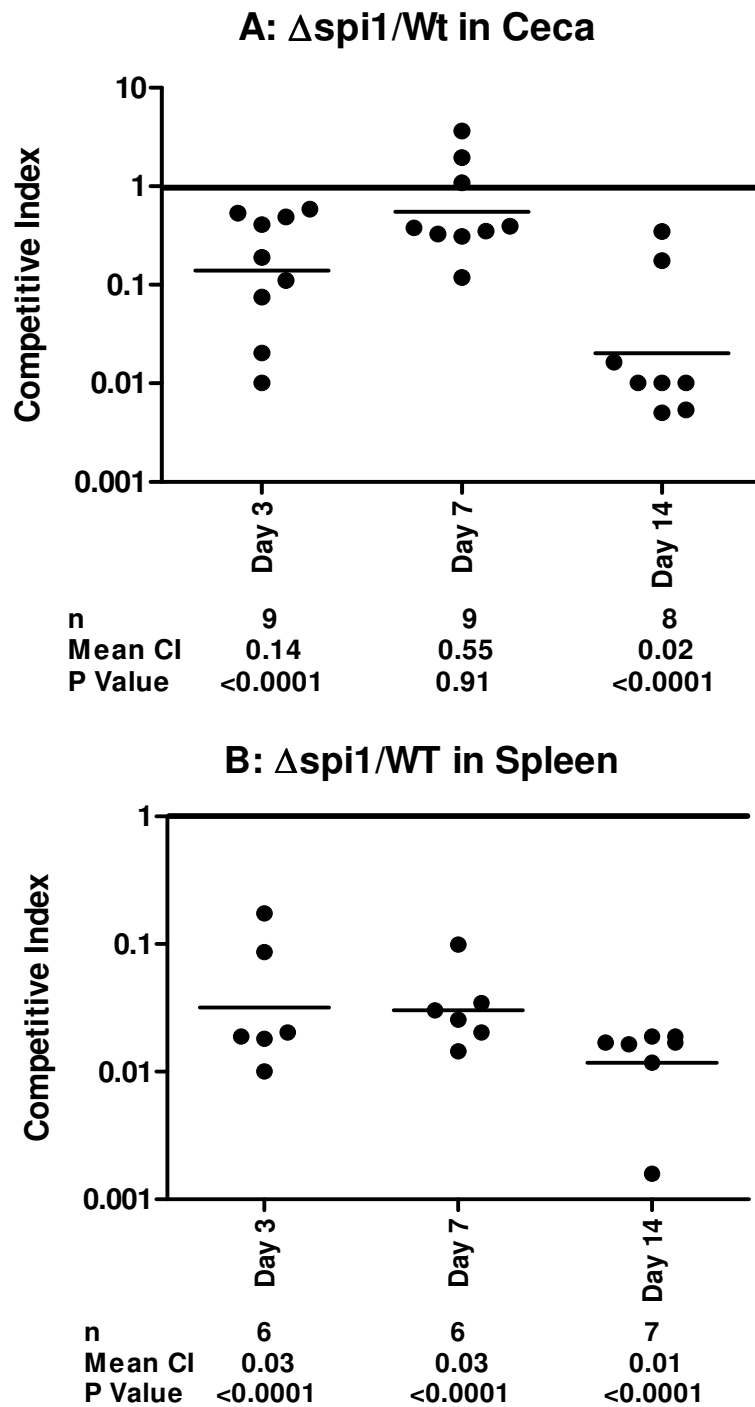 A: Δspi1/Wt in Ceca
10
1
0.1
0.01
0.001
Competitive Index
Day 3
Day 7
Day 14
n 9 9 8
Mean CI 0.14 0.55 0.02
P Value <0.0001 0.91 <0.0001
B: Δspi1/WT in Spleen
1
0.1
0.01
0.001
Competitive Index
Day 3
Day 7
Day 14
n 6 6 7
Mean CI 0.03 0.03 0.01
P Value <0.0001 <0.0001 <0.0001